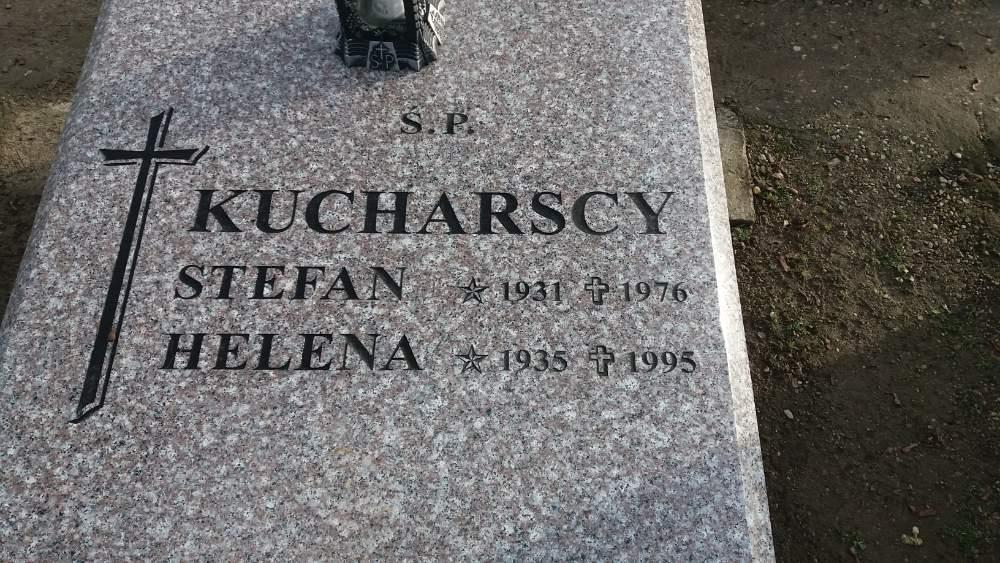 Ś.P.
Ś.P.
KUCHARSCY
STEFAN 1931 1976
HELENA 1935 1995